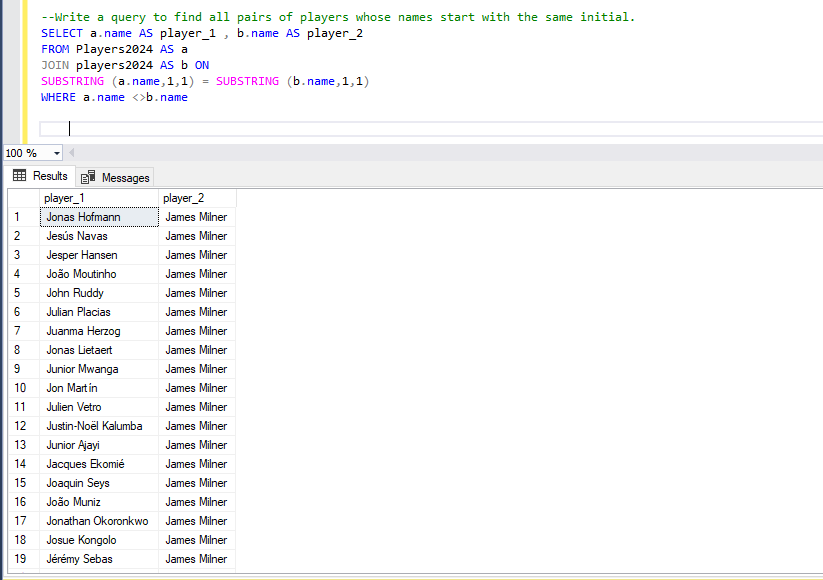 --Write a query to find all pairs of players whose names start with the same initial.
SELECT a.name AS player_1 , b.name AS player_2
FROM Players2024 AS a
JOIN players2024 AS b ON
SUBSTRING (a.name,1,1) = SUBSTRING (b.name,1,1)
WHERE a.name <>b.name
100 %
Results Messages
player_1 player_2
1 Jonas Hofmann James Milner
2 Jesús Navas James Milner
3 Jesper Hansen James Milner
4 João Moutinho James Milner
5 John Ruddy James Milner
6 Julian Placias James Milner
7 Juanma Herzog James Milner
8 Jonas Lietaert James Milner
9 Junior Mwanga James Milner
10 Jon Martín James Milner
11 Julien Vetro James Milner
12 Justin-Noël Kalumba James Milner
13 Junior Ajayi James Milner
14 Jacques Ekomié James Milner
15 Joaquin Seys James Milner
16 João Muniz James Milner
17 Jonathan Okoronkwo James Milner
18 Josue Kongolo James Milner
19 Jérémy Sebas James Milner